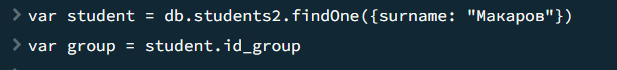 > var student = db.students2.findOne({surname: "Макаров"})
> var group = student.id_group